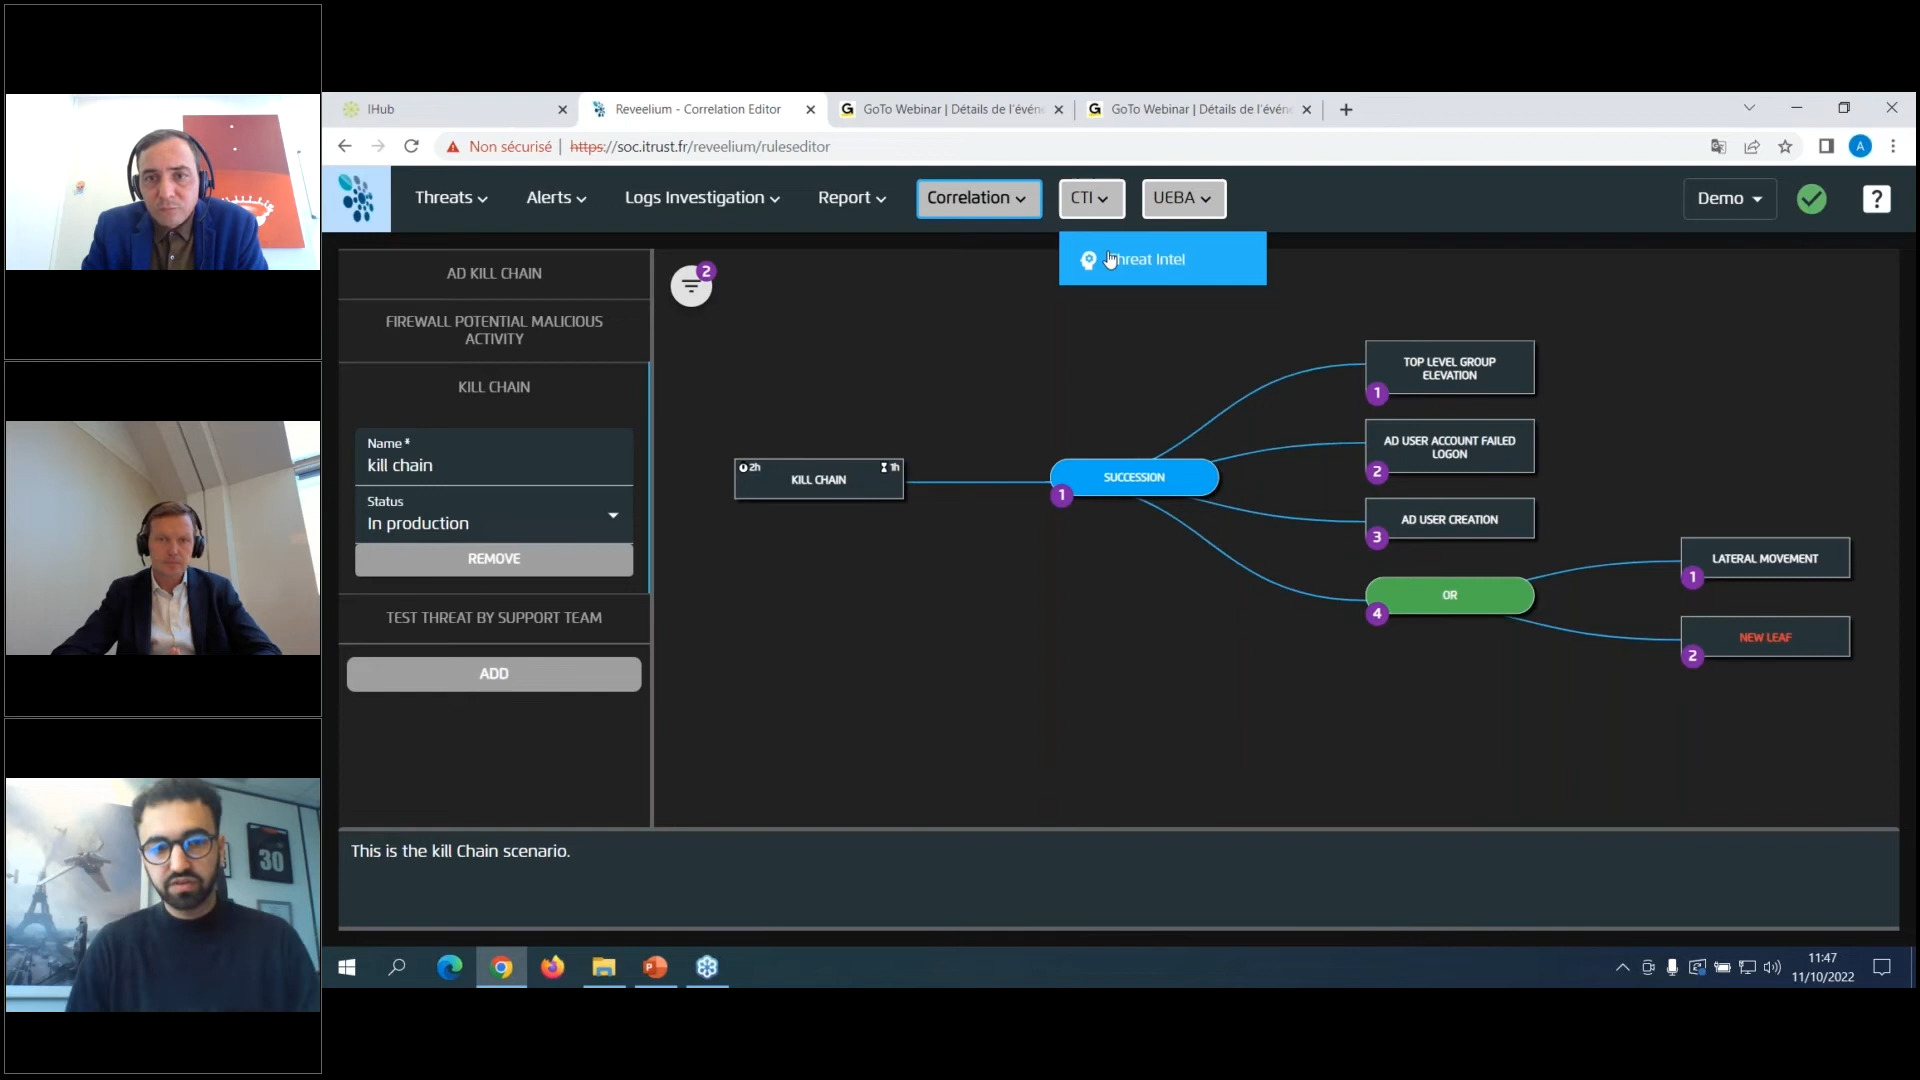 IHub
Reveelium - Correlation Editor
GoTo Webinar | Détails de l'événe
GoTo Webinar | Détails de l'événe
Non sécurisé | https://soc.itrust.fr/reveelium/ruleseditor
A
Threats
Alerts
Logs Investigation
Report
Correlation
CTI
UEBA
Demo
?
Threat Intel
AD KILL CHAIN
FIREWALL POTENTIAL MALICIOUS
ACTIVITY
KILL CHAIN
Name*
kill chain
Status
In production
REMOVE
TEST THREAT BY SUPPORT TEAM
ADD
2
2h
1h
KILL CHAIN
SUCCESSION
1
TOP LEVEL GROUP
ELEVATION
1
AD USER ACCOUNT FAILED
LOGON
2
AD USER CREATION
3
OR
4
LATERAL MOVEMENT
1
NEW LEAF
2
This is the kill Chain scenario.
30
11:47
11/10/2022